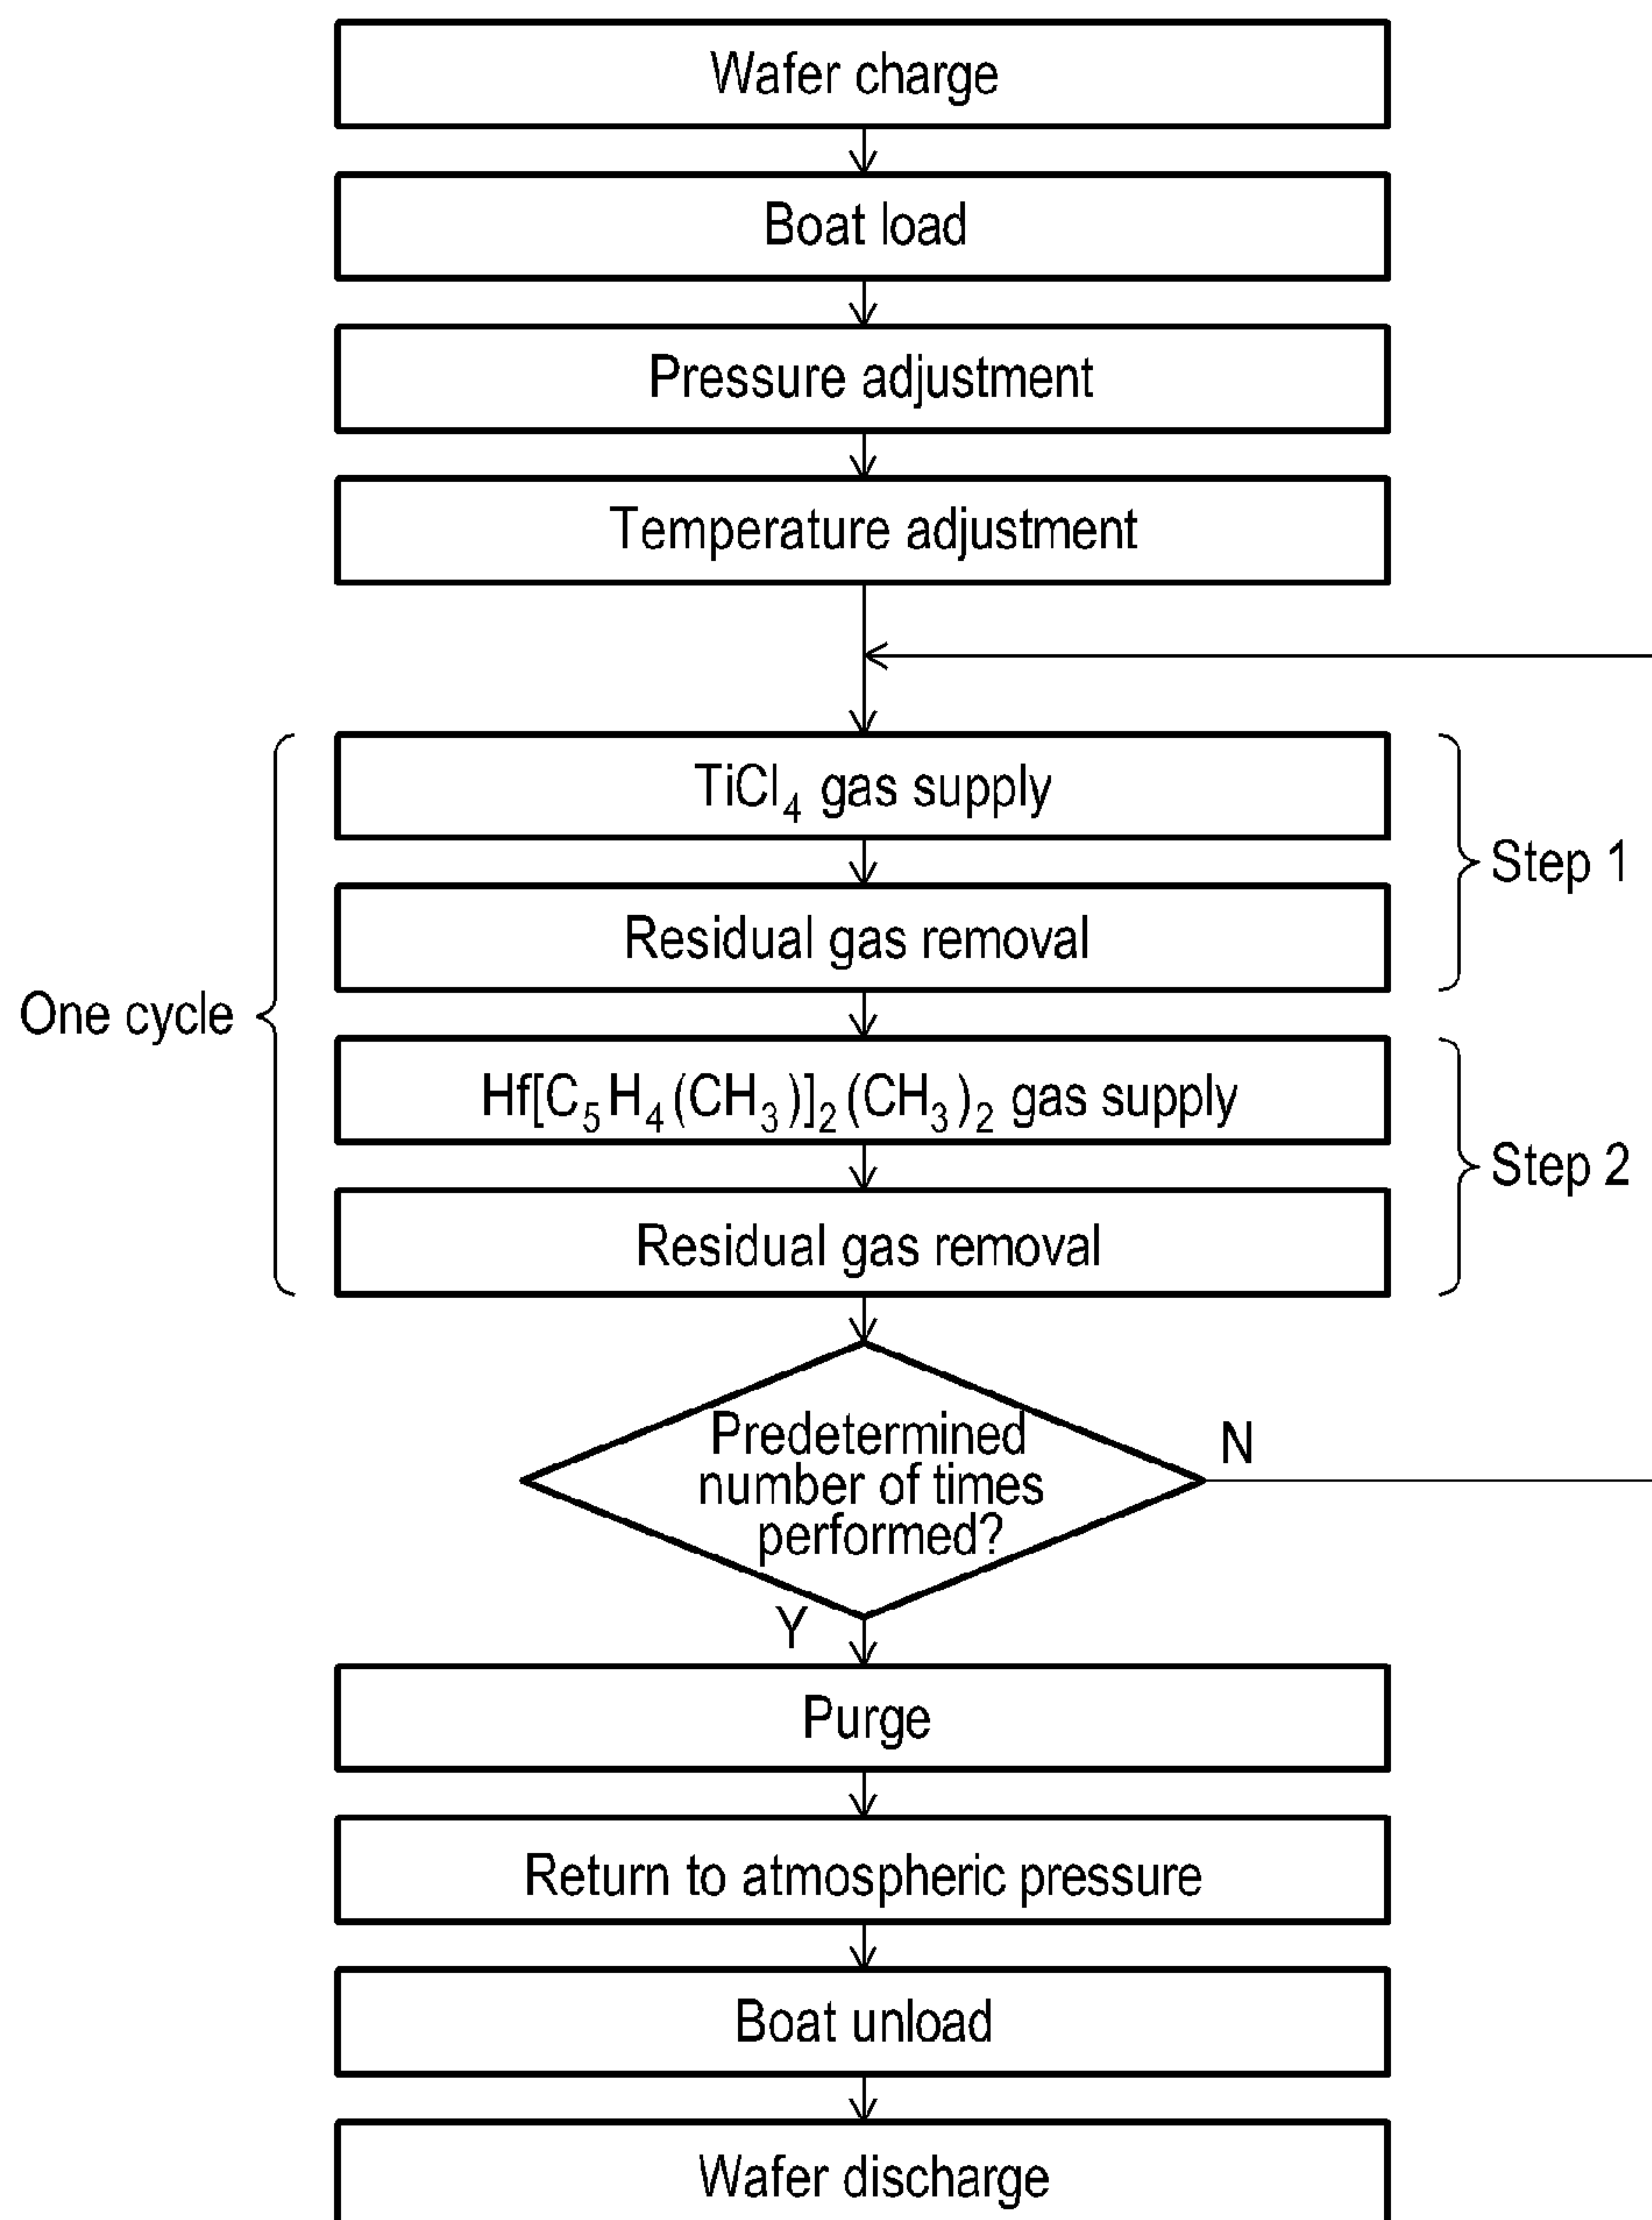 Wafer charge
Boat load
Pressure adjustment
Temperature adjustment
TiCl₄ gas supply
Step 1
Residual gas removal
One cycle
Hf[C₅H₄(CH₃)]₂(CH₃)₂ gas supply
Step 2
Residual gas removal
Predetermined
number of times
performed?
N
Y
Purge
Return to atmospheric pressure
Boat unload
Wafer discharge